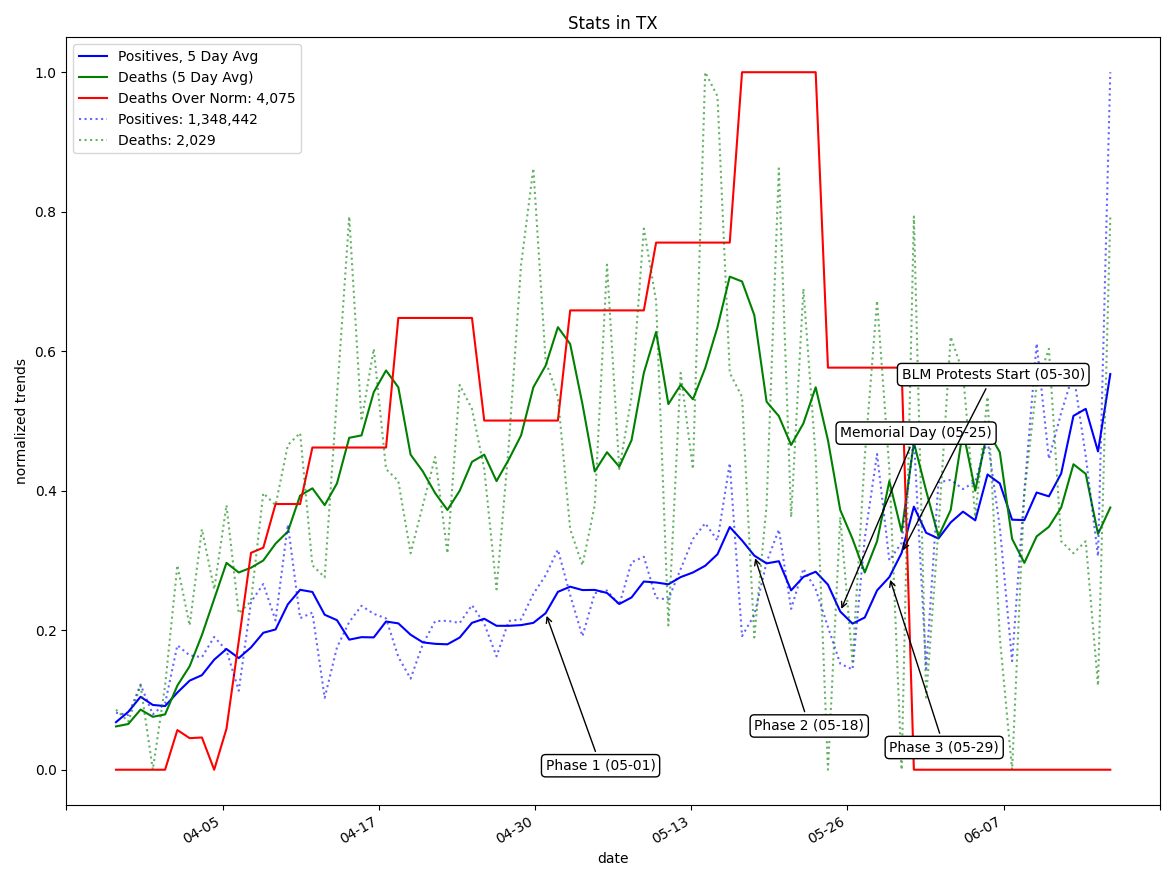 Stats in TX
Positives, 5 Day Avg
Deaths (5 Day Avg)
Deaths Over Norm: 4,075
Positives: 1,348,442
Deaths: 2,029
normalized trends
1.0
0.8
0.6
0.4
0.2
0.0
BLM Protests Start (05-30)
Memorial Day (05-25)
Phase 2 (05-18)
Phase 3 (05-29)
Phase 1 (05-01)
04-05
04-17
04-30
05-13
05-26
06-07
date